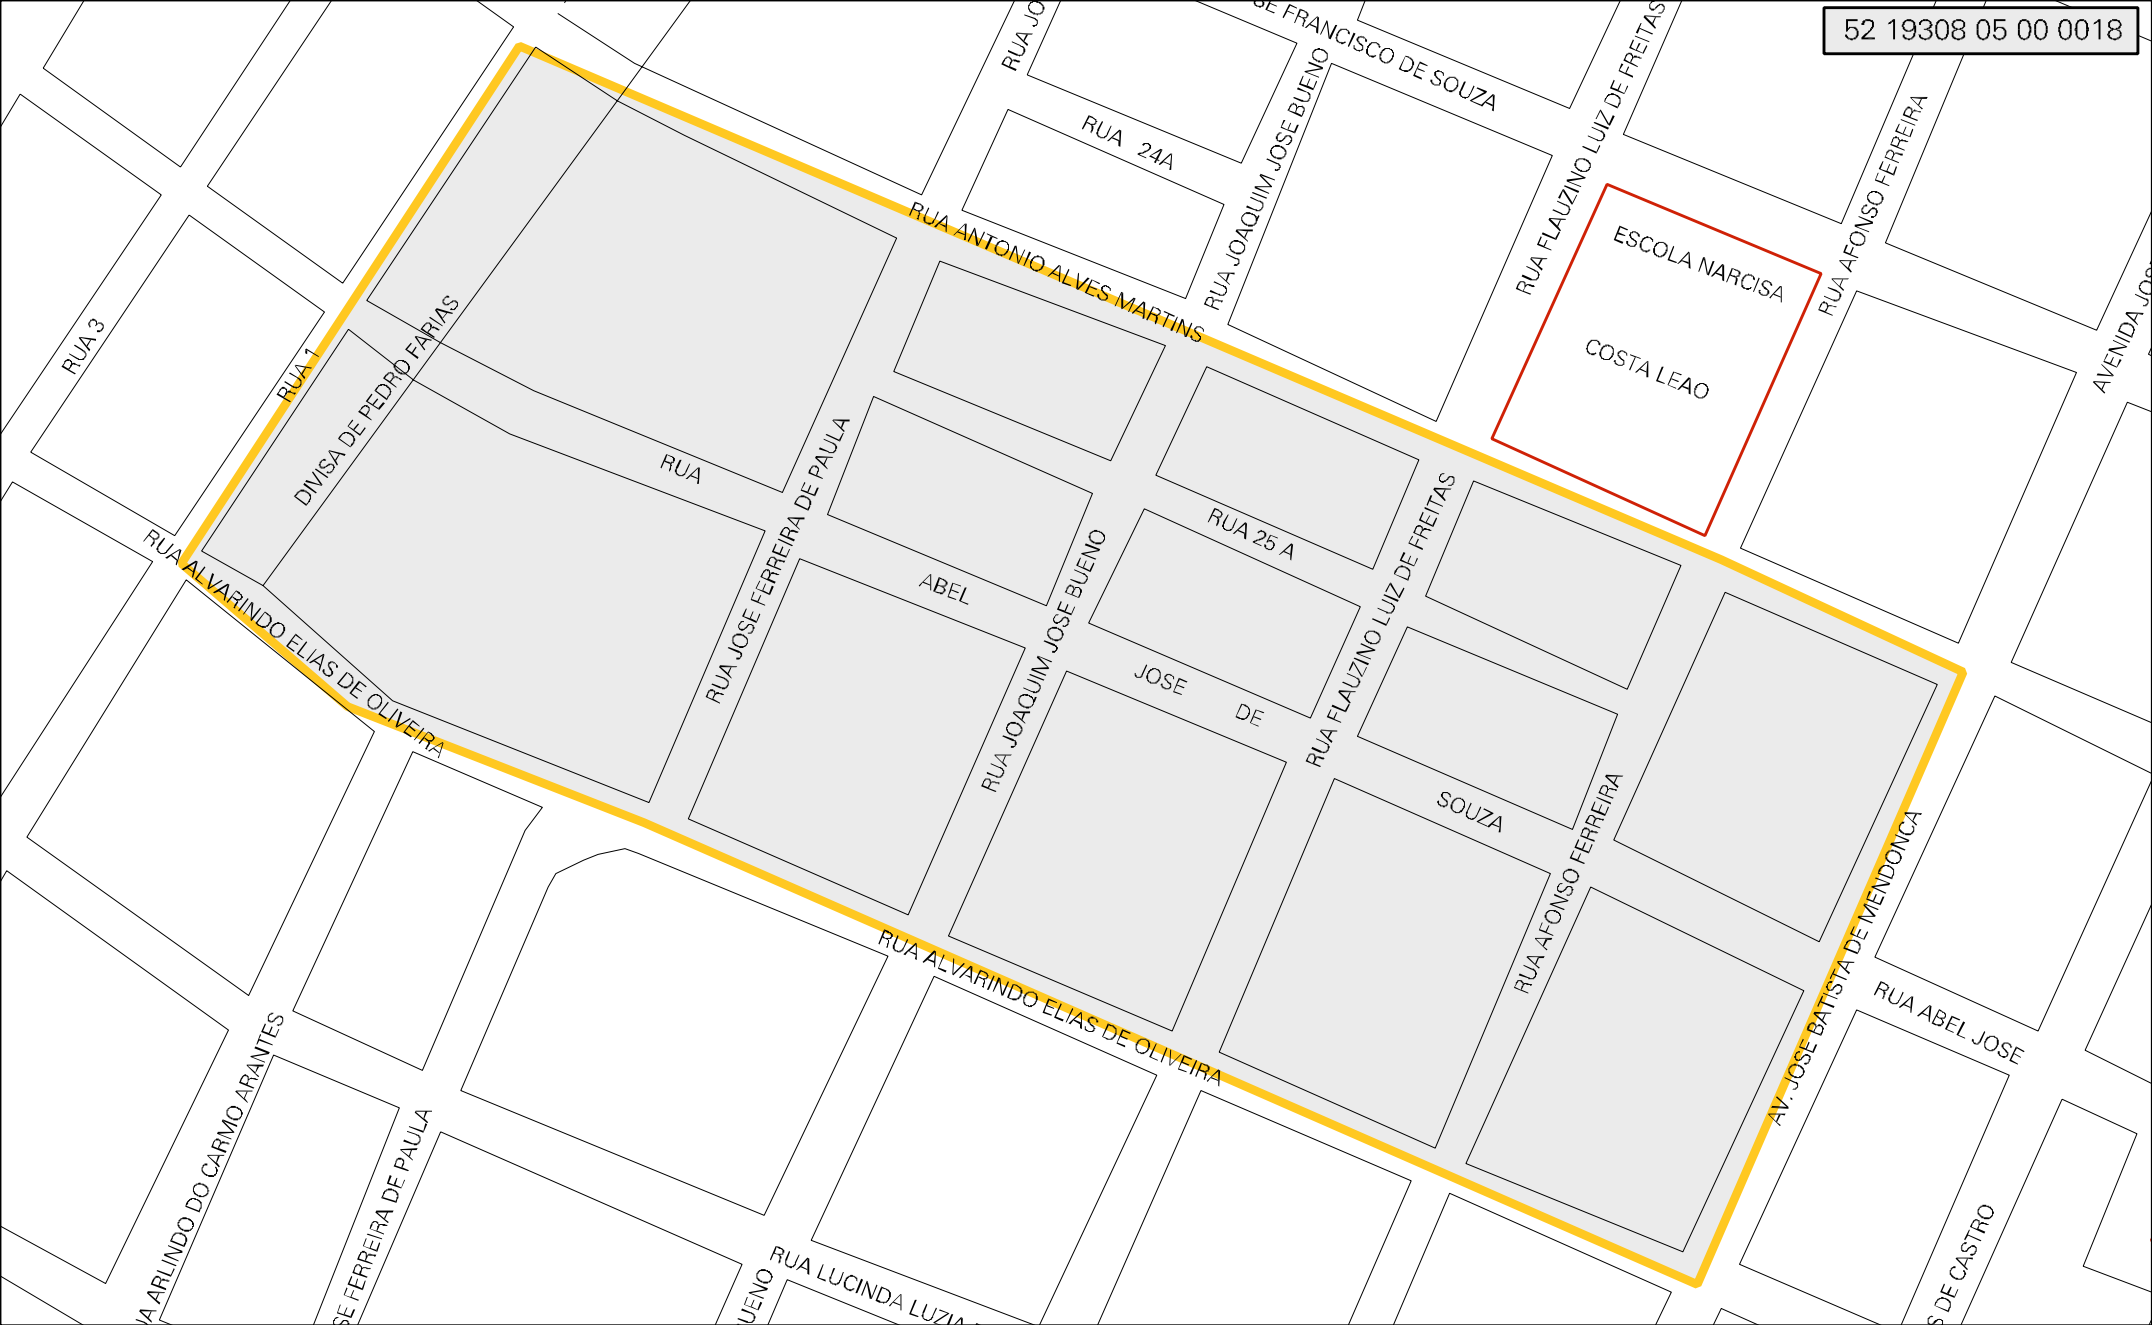 52 19308 05 00 0018
RUA JO
SE FRANCISCO DE SOUZA
RUA FLAUZINO LUIZ DE FREITAS
RUA 24A
RUA JOAQUIM JOSE BUENO
RUA AFONSO FERREIRA
ESCOLA NARCISA
COSTA LEAO
AVENIDA JOS
RUA ANTONIO ALVES MARTINS
RUA 3
RUA 1
DIVISA DE PEDRO FARIAS
RUA
ABEL
JOSE
DE
SOUZA
RUA 25 A
RUA JOSE FERREIRA DE PAULA
RUA JOAQUIM JOSE BUENO
RUA FLAUZINO LUIZ DE FREITAS
RUA AFONSO FERREIRA
RUA ALVARINDO ELIAS DE OLIVEIRA
RUA ALVARINDO ELIAS DE OLIVEIRA
AV. JOSE BATISTA DE MENDONCA
RUA ABEL JOSE
UA ARLINDO DO CARMO ARANTES
SE FERREIRA DE PAULA
UENO
RUA LUCINDA LUZIA
S DE CASTRO